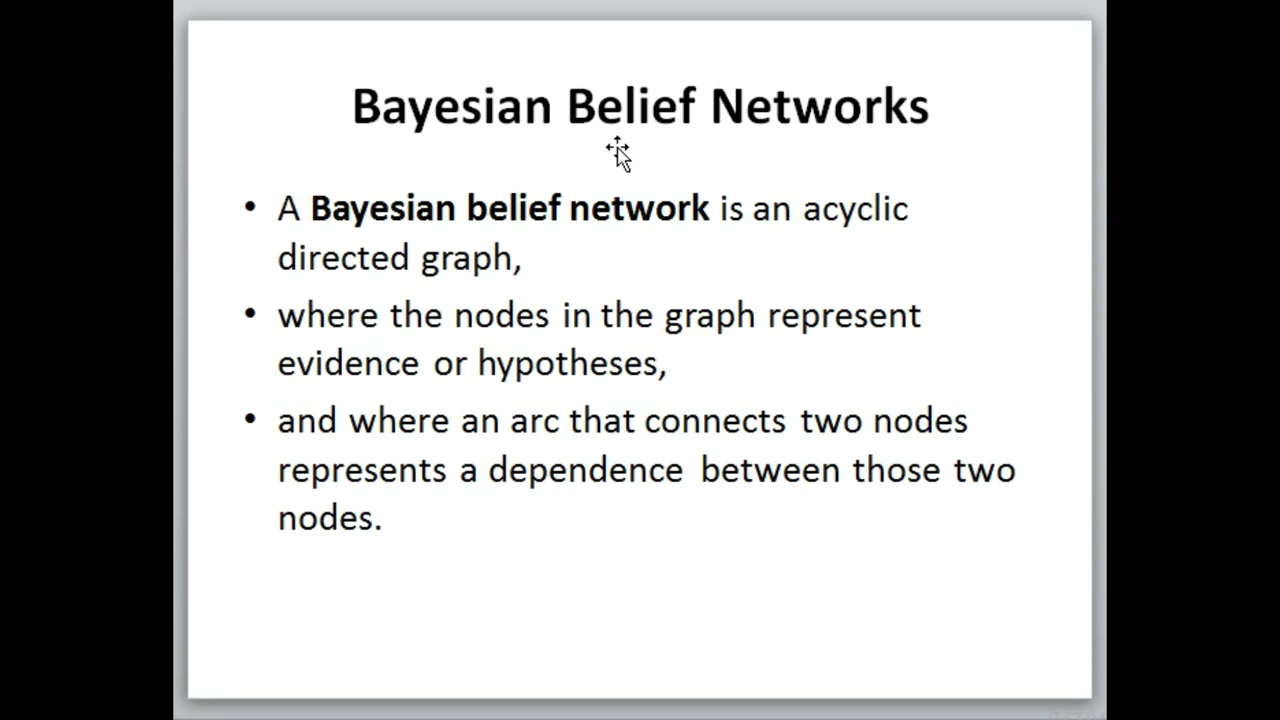 Bayesian Belief Networks
• A Bayesian belief network is an acyclic
directed graph,
• where the nodes in the graph represent
evidence or hypotheses,
• and where an arc that connects two nodes
represents a dependence between those two
nodes.